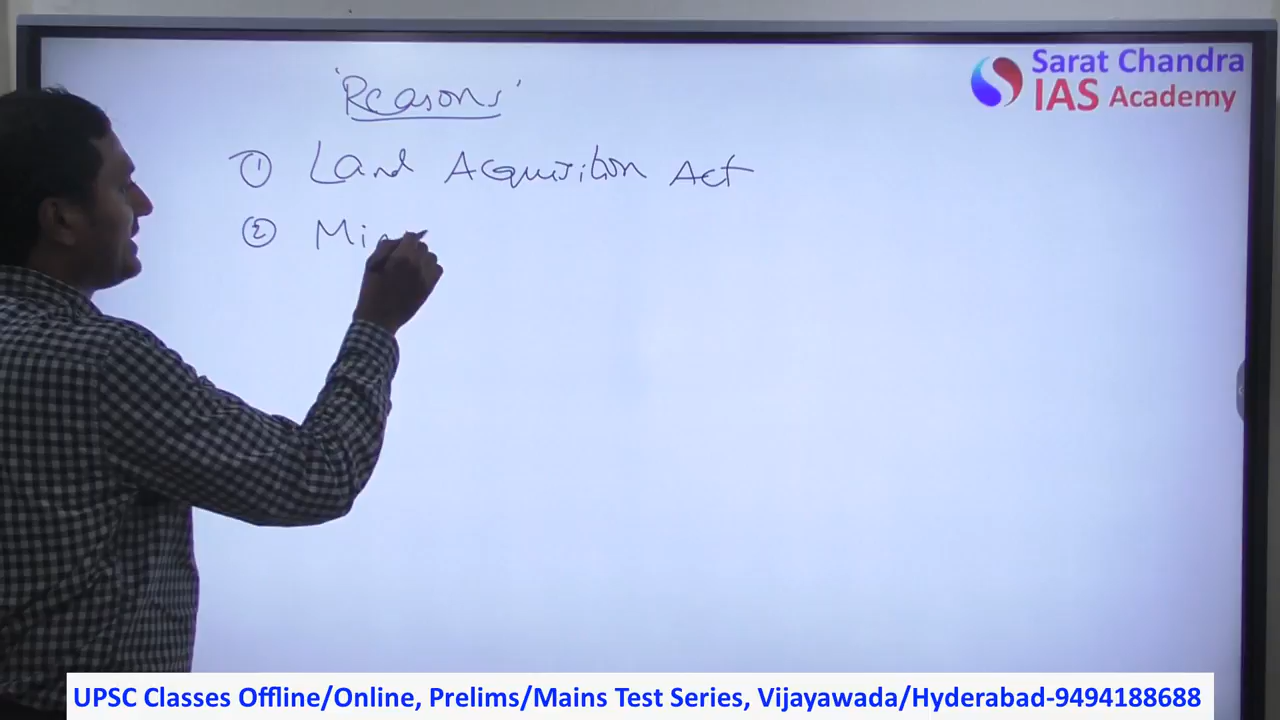 'Reasons'
① Land Acquisition Act
② Min
Sarat Chandra
IAS Academy
UPSC Classes Offline/Online, Prelims/Mains Test Series, Vijayawada/Hyderabad-9494188688